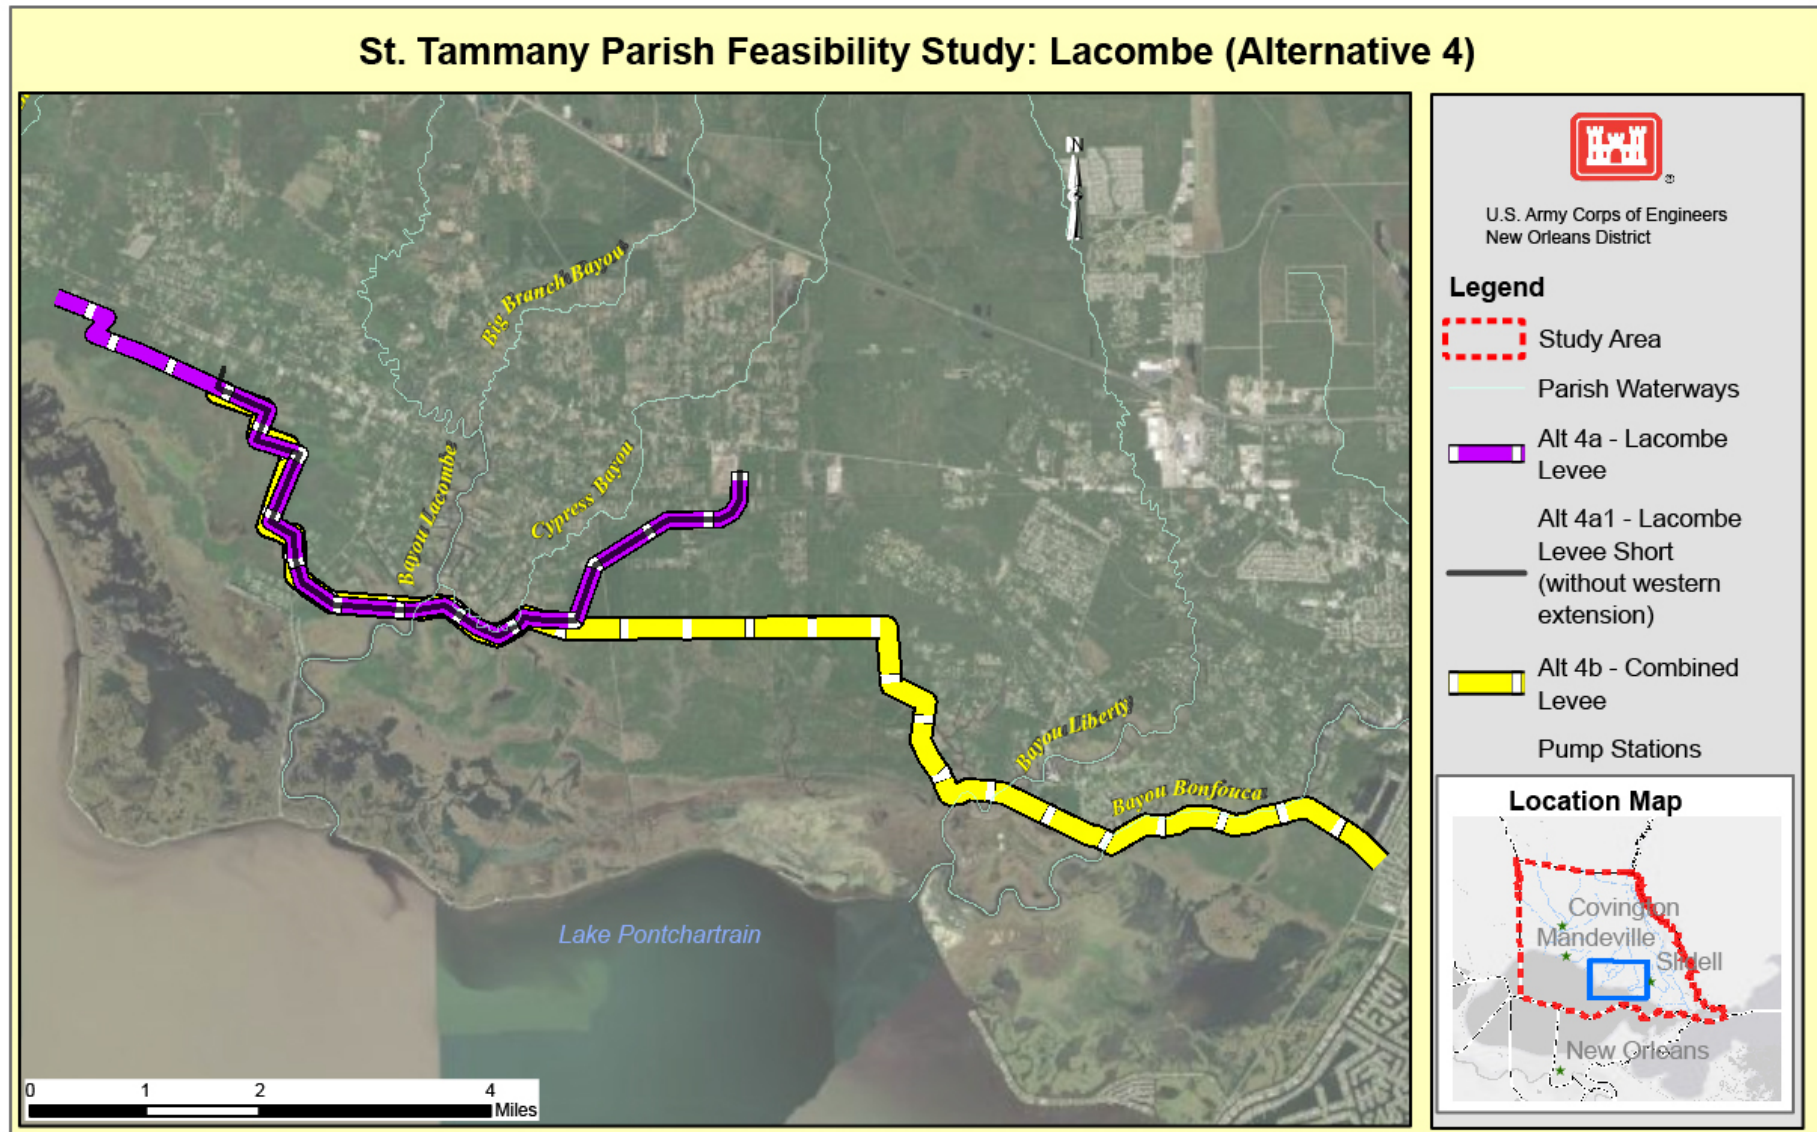 St. Tammany Parish Feasibility Study: Lacombe (Alternative 4)
N
Big Branch Bayou
Bayou Lacombe
Cypress Bayou
Bayou Liberty
Bayou Bonfouca
Lake Pontchartrain
0 1 2 4
Miles
®
U.S. Army Corps of Engineers
New Orleans District
Legend
Study Area
Parish Waterways
Alt 4a - Lacombe
Levee
Alt 4a1 - Lacombe
Levee Short
(without western
extension)
Alt 4b - Combined
Levee
Pump Stations
Location Map
Covington
Mandeville
Slidell
New Orleans